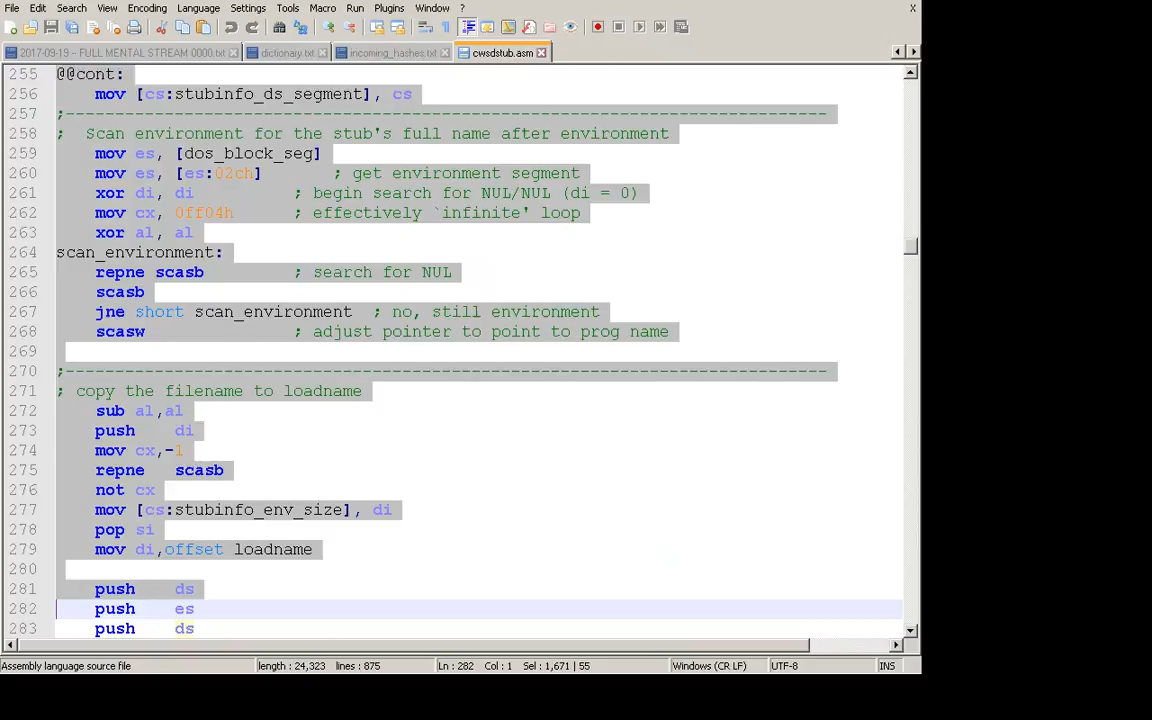 File Edit Search View Encoding Language Settings Tools Macro Run Plugins Window ? X
2017-09-19 – FULL MENTAL STREAM 0000.txt dictionary.txt incoming_hashes.txt cwsdstub.asm
255 @@cont:
256 mov [cs:stubinfo_ds_segment], cs
257 ;-----------------------------------------------------------------------------
258 ;  Scan environment for the stub's full name after environment
259 mov es, [dos_block_seg]
260 mov es, [es:02ch] ; get environment segment
261 xor di, di ; begin search for NUL/NUL (di = 0)
262 mov cx, 0ff04h ; effectively `infinite' loop
263 xor al, al
264 scan_environment:
265 repne scasb ; search for NUL
266 scasb
267 jne short scan_environment ; no, still environment
268 scasw ; adjust pointer to point to prog name
269
270 ;-----------------------------------------------------------------------------
271 ; copy the filename to loadname
272 sub al,al
273 push di
274 mov cx,-1
275 repne scasb
276 not cx
277 mov [cs:stubinfo_env_size], di
278 pop si
279 mov di,offset loadname
280
281 push ds
282 push es
283 push ds
Assembly language source file length : 24,323 lines : 875 Ln : 282 Col : 1 Sel : 1,671 | 55 Windows (CR LF) UTF-8 INS